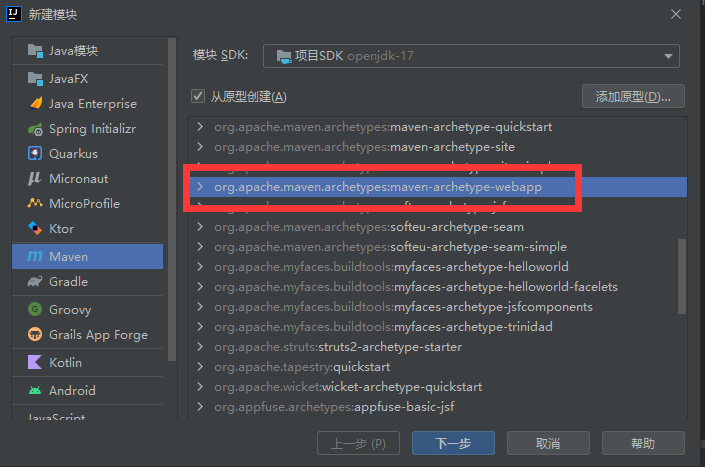 新建模块
Java模块
JavaFX
Java Enterprise
Spring Initializr
Quarkus
Micronaut
MicroProfile
Ktor
Maven
Gradle
Groovy
Grails App Forge
Kotlin
Android
JavaScript
模块 SDK:
项目SDK openjdk-17
从原型创建(A)
添加原型(D)...
org.apache.maven.archetypes:maven-archetype-quickstart
org.apache.maven.archetypes:maven-archetype-site
org.apache.maven.archetypes:maven-archetype-webapp
org.apache.maven.archetypes:softeu-archetype-seam
org.apache.maven.archetypes:softeu-archetype-seam-simple
org.apache.myfaces.buildtools:myfaces-archetype-helloworld
org.apache.myfaces.buildtools:myfaces-archetype-helloworld-facelets
org.apache.myfaces.buildtools:myfaces-archetype-jsfcomponents
org.apache.myfaces.buildtools:myfaces-archetype-trinidad
org.apache.struts:struts2-archetype-starter
org.apache.tapestry:quickstart
org.apache.wicket:wicket-archetype-quickstart
org.appfuse.archetypes:appfuse-basic-jsf
上一步 (P)
下一步
取消
帮助